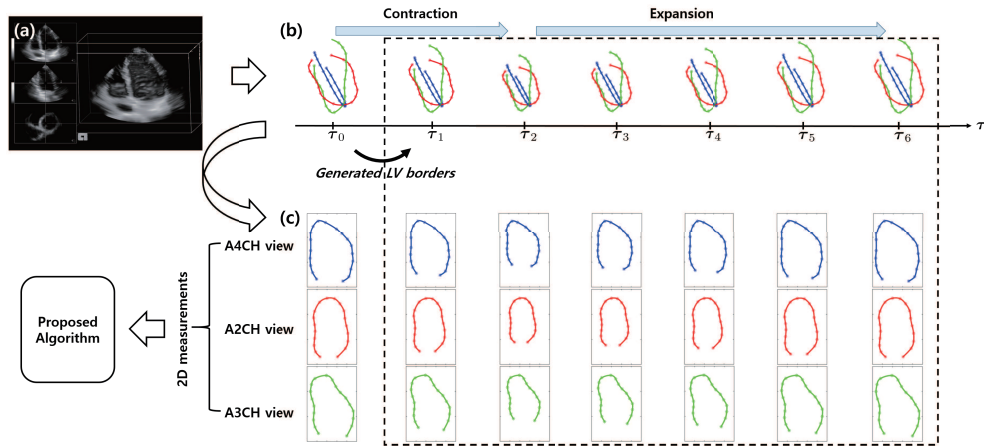 (a)
(b)
Contraction
Expansion
τ0
τ1
τ2
τ3
τ4
τ5
τ6
τ
Generated LV borders
(c)
A4CH view
A2CH view
A3CH view
2D measurements
Proposed
Algorithm